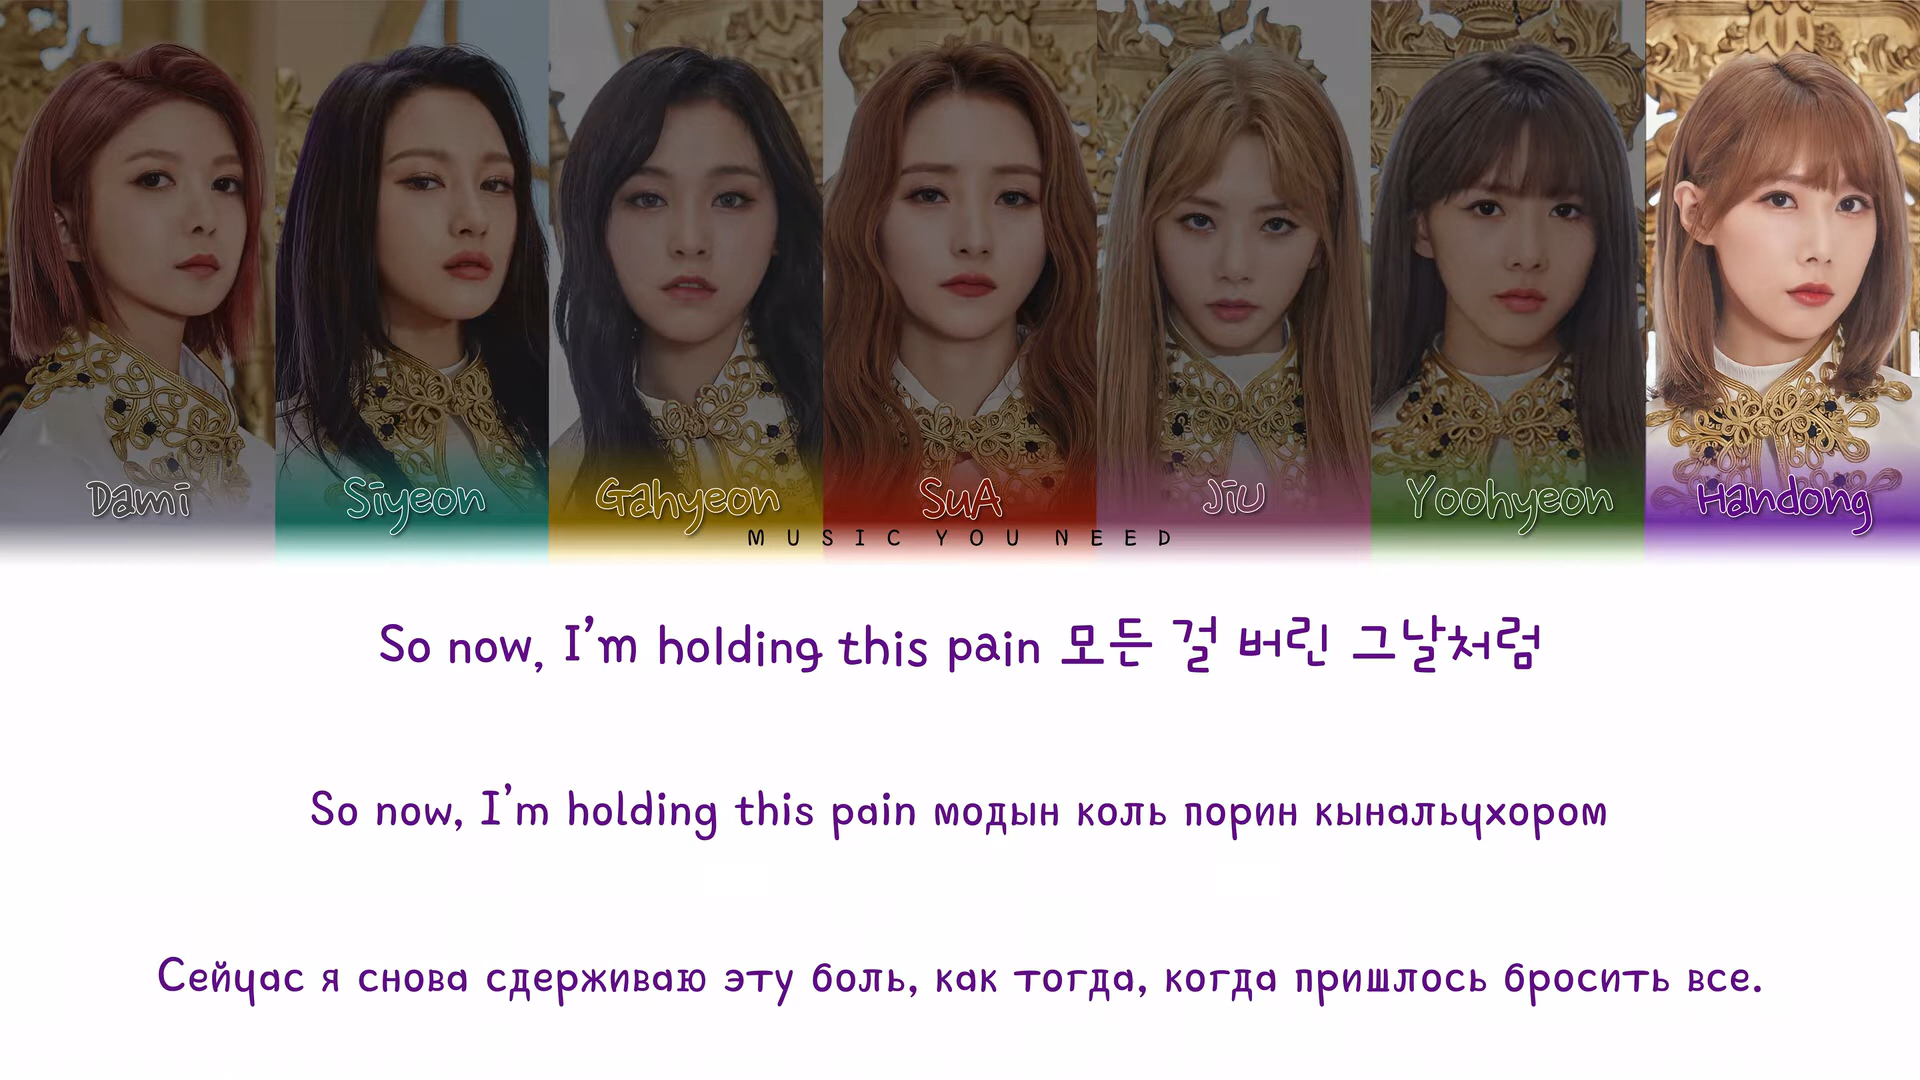 Dami Siyeon Gahyeon SuA JiU Yoohyeon Handong
MUSIC YOU NEED
So now, I'm holding this pain 모든 걸 버린 그날처럼
So now, I'm holding this pain модын коль порин кынальчхором
Сейчас я снова сдерживаю эту боль, как тогда, когда пришлось бросить все.